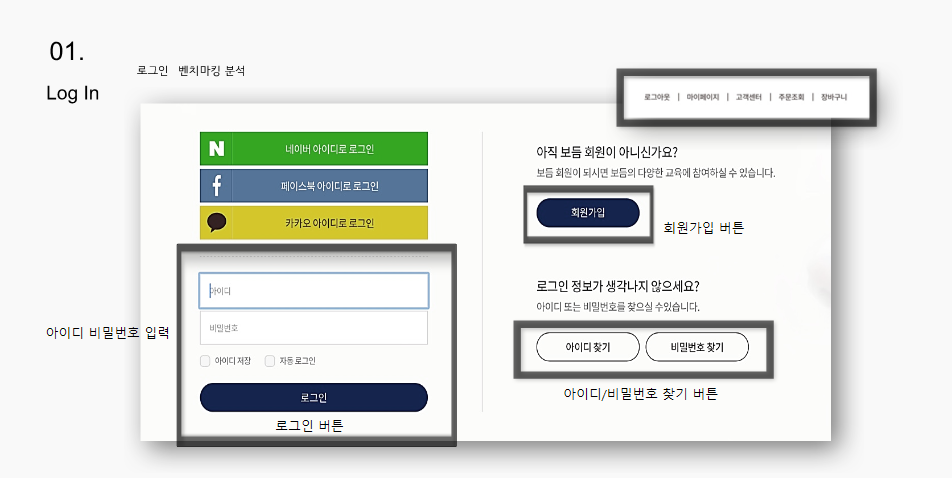 01.
로그인 벤치마킹 분석
Log In
로그아웃 | 마이페이지 | 고객센터 | 주문조회 | 장바구니
N 네이버 아이디로 로그인
f 페이스북 아이디로 로그인
카카오 아이디로 로그인
아이디
비밀번호
아이디 비밀번호 입력
아이디 저장 자동 로그인
로그인
로그인 버튼
아직 보듬 회원이 아니신가요?
보듬 회원이 되시면 보듬의 다양한 교육에 참여하실 수 있습니다.
회원가입
회원가입 버튼
로그인 정보가 생각나지 않으세요?
아이디 또는 비밀번호를 찾으실 수있습니다.
아이디 찾기 비밀번호 찾기
아이디/비밀번호 찾기 버튼